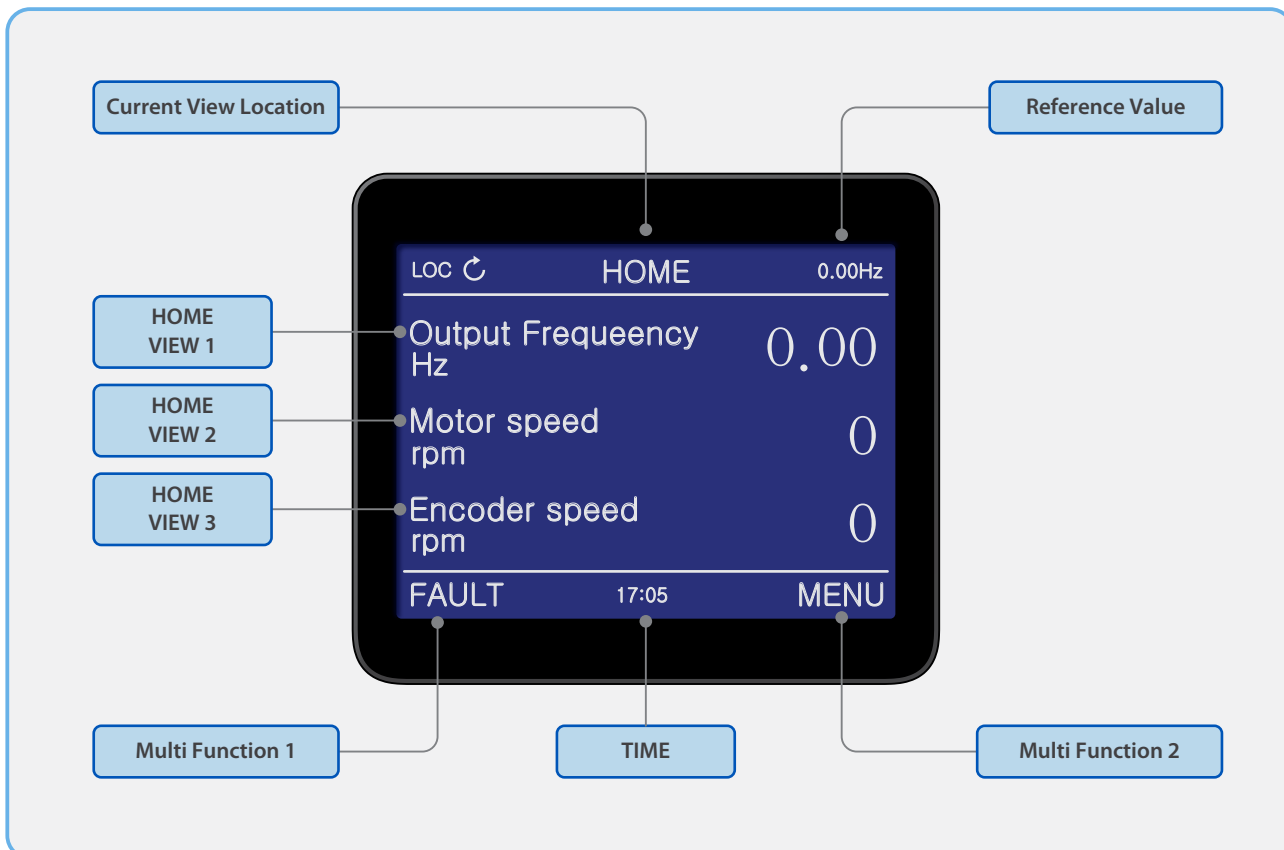 Current View Location
Reference Value
LOC HOME 0.00Hz
HOME
VIEW 1
Output Frequeency 0.00
Hz
HOME
VIEW 2
Motor speed 0
rpm
HOME
VIEW 3
Encoder speed 0
rpm
FAULT 17:05 MENU
Multi Function 1
TIME
Multi Function 2